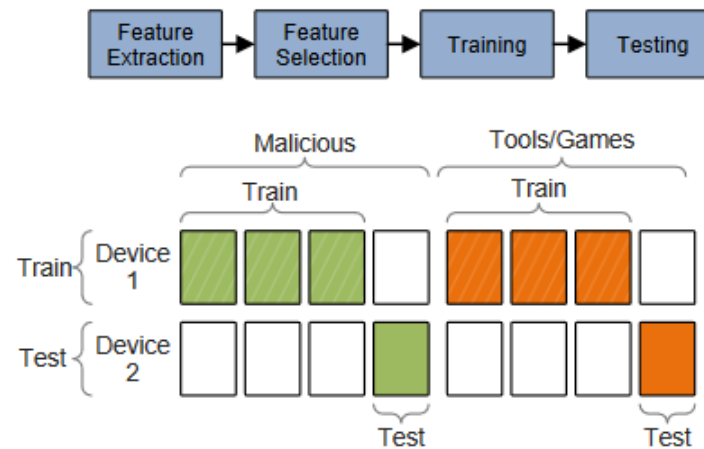 Feature
Extraction
Feature
Selection
Training
Testing
Malicious
Tools/Games
Train
Train
Train
Device
1
Test
Device
2
Test
Test